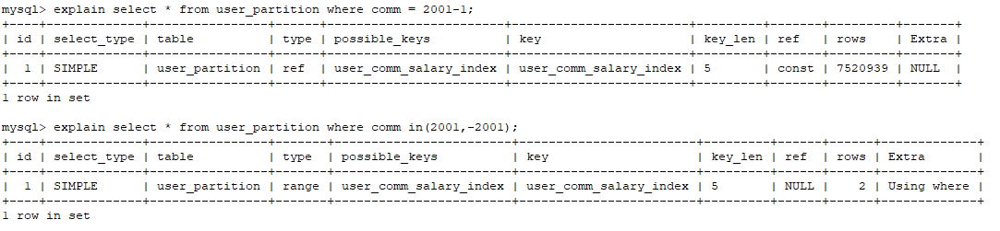 mysql> explain select * from user_partition where comm = 2001-1;
+----+-------------+----------------+------+------------------------+------------------------+---------+-------+---------+-------+
| id | select_type | table          | type | possible_keys          | key                    | key_len | ref   | rows    | Extra |
+----+-------------+----------------+------+------------------------+------------------------+---------+-------+---------+-------+
| 1 | SIMPLE      | user_partition | ref  | user_comm_salary_index | user_comm_salary_index | 5       | const | 7520939 | NULL  |
+----+-------------+----------------+------+------------------------+------------------------+---------+-------+---------+-------+
1 row in set
mysql> explain select * from user_partition where comm in(2001,-2001);
+----+-------------+----------------+-------+------------------------+------------------------+---------+------+------+-------------+
| id | select_type | table          | type  | possible_keys          | key                    | key_len | ref  | rows | Extra       |
+----+-------------+----------------+-------+------------------------+------------------------+---------+------+------+-------------+
| 1 | SIMPLE      | user_partition | range | user_comm_salary_index | user_comm_salary_index | 5       | NULL |    2 | Using where |
+----+-------------+----------------+-------+------------------------+------------------------+---------+------+------+-------------+
1 row in set